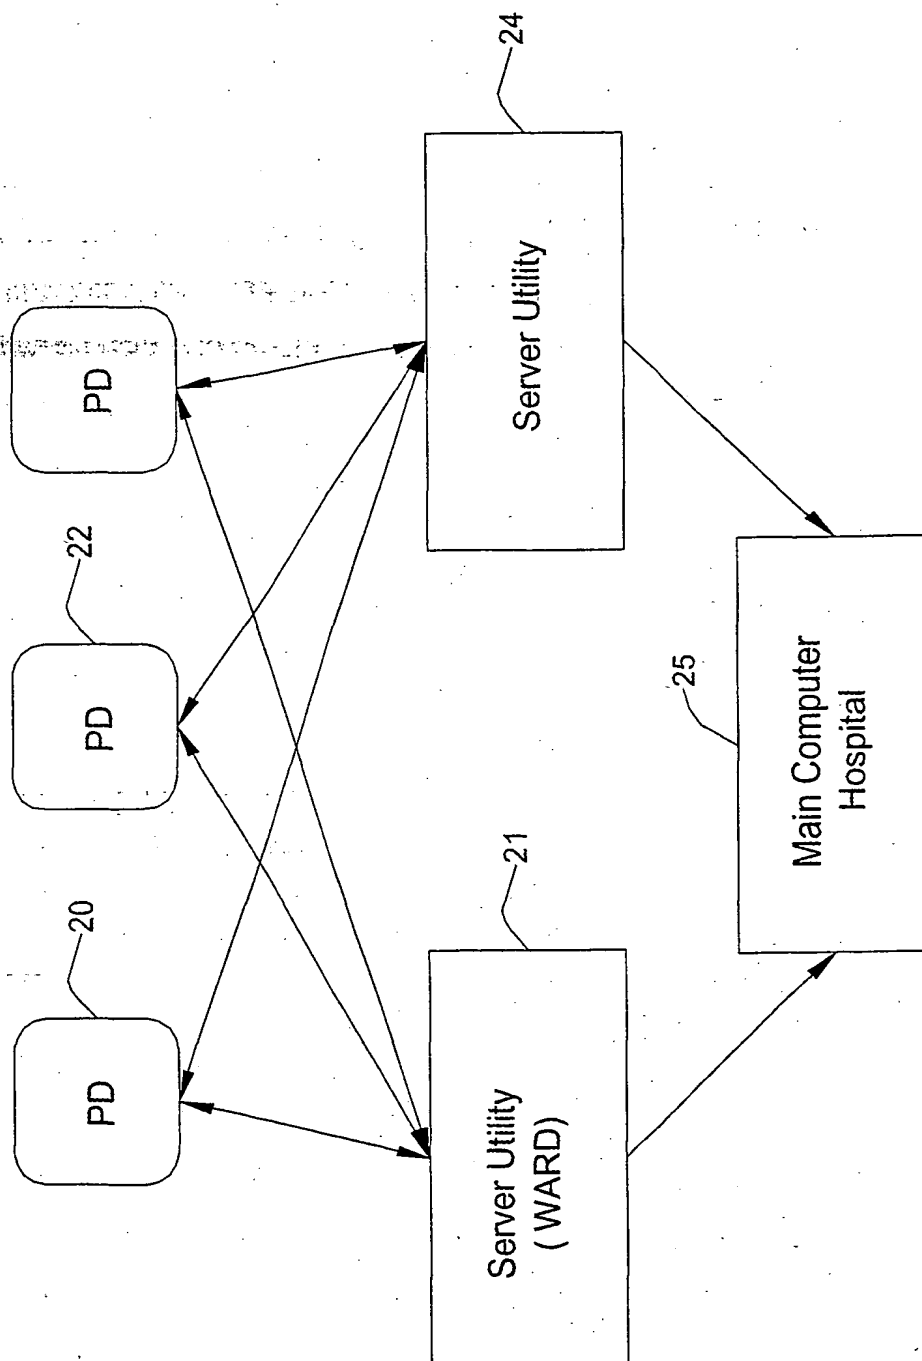 20
22
PD
PD
PD
21
24
Server Utility
( WARD)
Server Utility
25
Main Computer
Hospital